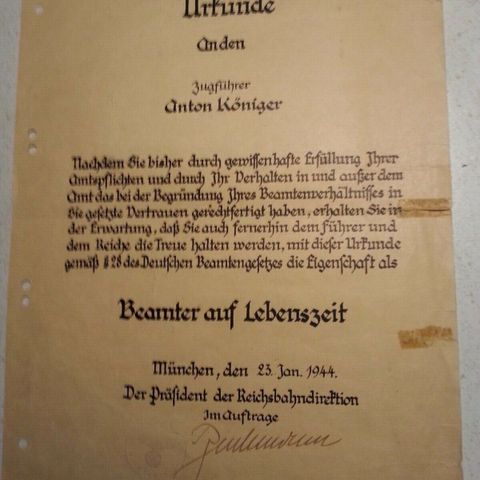 Urkunde
An den
Zugführer
Anton Königer
Nachdem Sie bisher durch gewissenhafte Erfüllung Ihrer
Amtspflichten und durch Ihr Verhalten in und außer dem
Amt das bei der Begründung Ihres Beamtenverhältnisses in
Sie gesetzte Vertrauen gerechtfertigt haben, erhalten Sie in
der Erwartung, daß Sie auch fernerhin dem Führer und
dem Reiche die Treue halten werden, mit dieser Urkunde
gemäß § 28 des Deutschen Beamtengesetzes die Eigenschaft als
Beamter auf Lebenszeit
München, den 23. Jan. 1944.
Der Präsident der Reichsbahndirektion
Im Auftrage